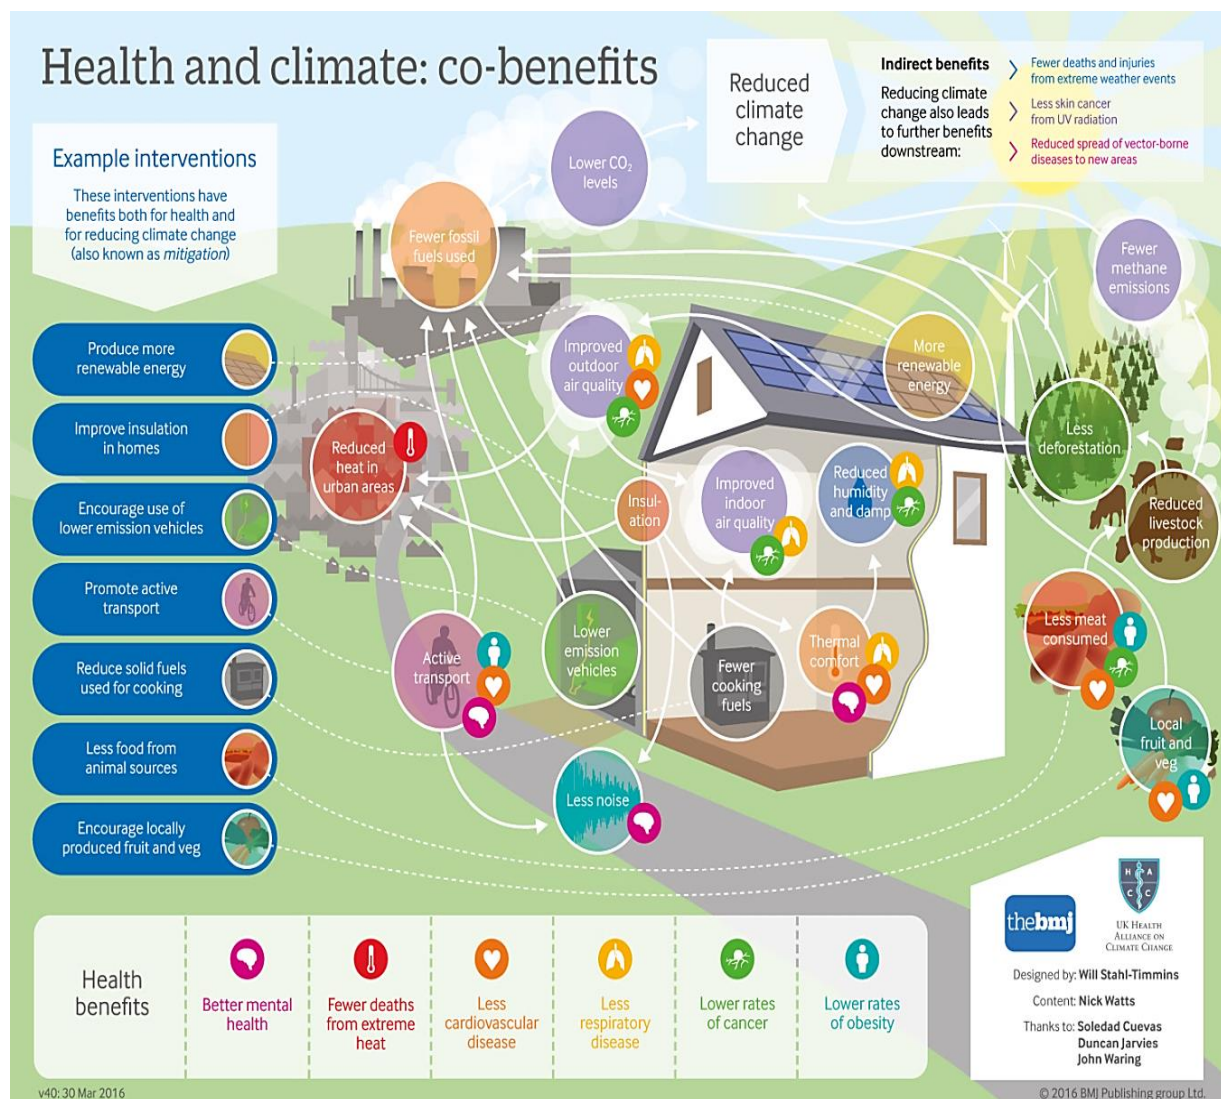 Health and climate: co-benefits
Reduced
climate
change
Indirect benefits
Reducing climate
change also leads
to further benefits
downstream:
Fewer deaths and injuries
from extreme weather events
Less skin cancer
from UV radiation
Reduced spread of vector-borne
diseases to new areas
Example interventions
These interventions have
benefits both for health and
for reducing climate change
(also known as mitigation)
Produce more
renewable energy
Improve insulation
in homes
Encourage use of
lower emission vehicles
Promote active
transport
Reduce solid fuels
used for cooking
Less food from
animal sources
Encourage locally
produced fruit and veg
Lower CO₂
levels
Fewer fossil
fuels used
Fewer
methane
emissions
Improved
outdoor
air quality
More
renewable
energy
Reduced
heat in
urban areas
Less
deforestation
Insul-
ation
Improved
indoor
air quality
Reduced
humidity
and damp
Reduced
livestock
production
Active
transport
Lower
emission
vehicles
Fewer
cooking
fuels
Thermal
comfort
Less meat
consumed
Local
fruit and
veg
Less noise
Health
benefits
Better mental
health
Fewer deaths
from extreme
heat
Less
cardiovascular
disease
Less
respiratory
disease
Lower rates
of cancer
Lower rates
of obesity
thebmj
H A
C C
UK HEALTH
ALLIANCE ON
CLIMATE CHANGE
Designed by: Will Stahl-Timmins
Content: Nick Watts
Thanks to: Soledad Cuevas
Duncan Jarvies
John Waring
v40: 30 Mar 2016
© 2016 BMJ Publishing group Ltd.